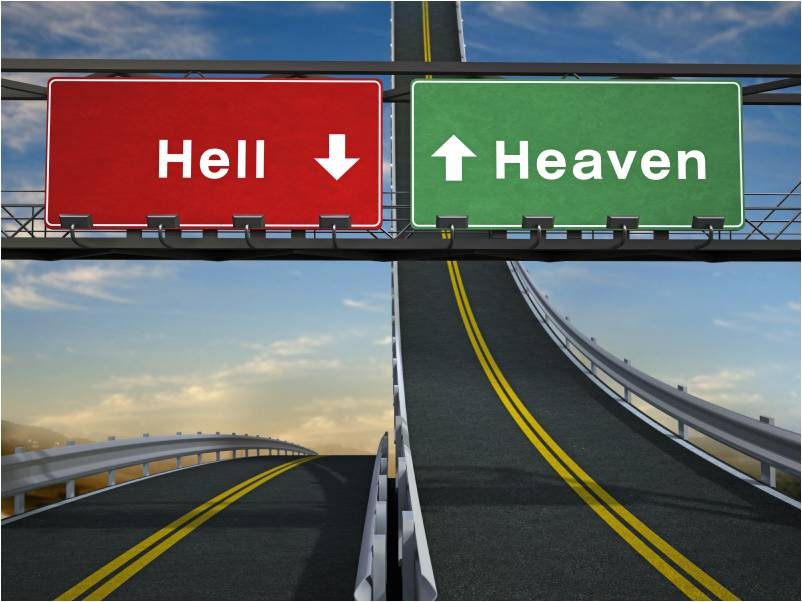 Hell ↓
↑ Heaven